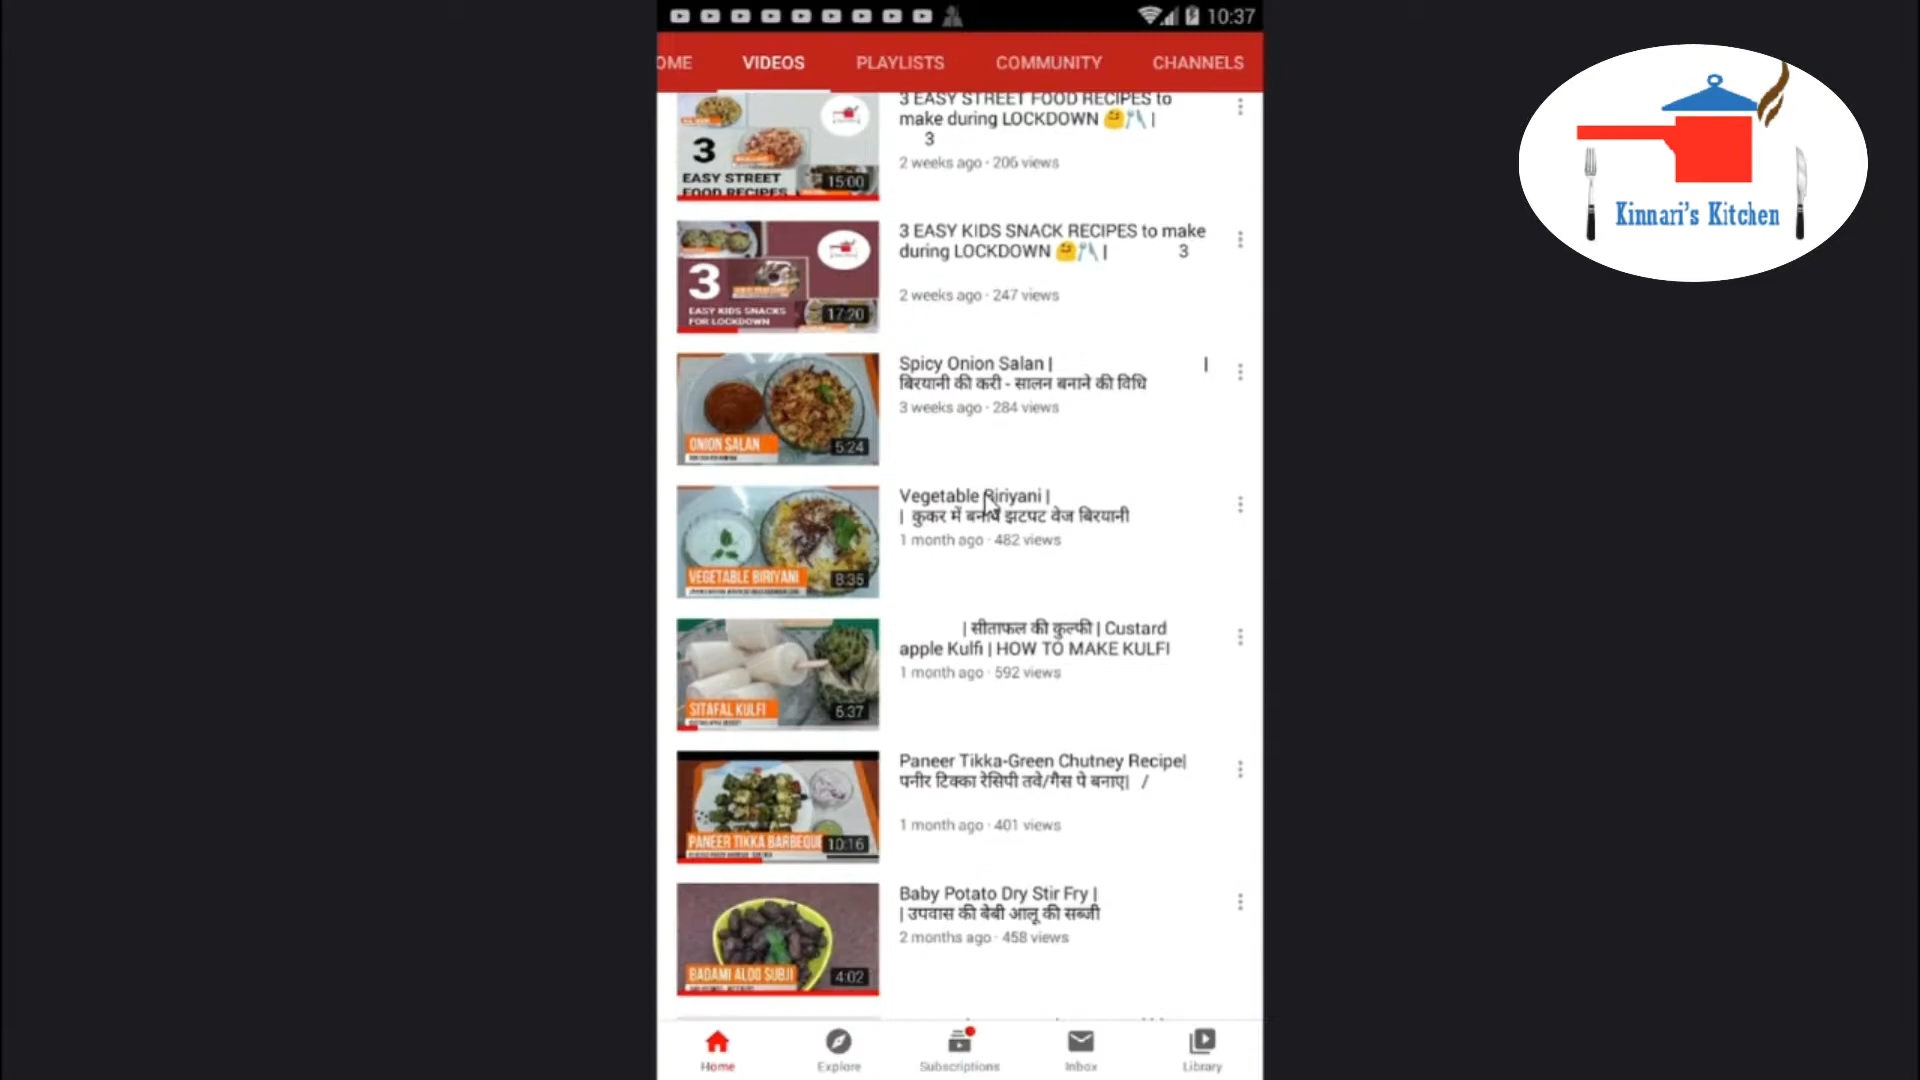 10:37
OME VIDEOS PLAYLISTS COMMUNITY CHANNELS
Kinnari's Kitchen
3
EASY STREET
FOOD RECIPES
15:00
3 EASY STREET FOOD RECIPES to
make during LOCKDOWN |
3
2 weeks ago · 206 views
3
EASY KIDS SNACKS
FOR LOCKDOWN
17:20
3 EASY KIDS SNACK RECIPES to make
during LOCKDOWN | 3
2 weeks ago · 247 views
ONION SALAN
5:24
Spicy Onion Salan | |
बिरयानी की करी - सालन बनाने की विधि
3 weeks ago · 284 views
VEGETABLE BIRIYANI
8:35
Vegetable Biriyani |
| कुकर में बनायें झटपट वेज बिरयानी
1 month ago · 482 views
SITAFAL KULFI
6:37
| सीताफल की कुल्फी | Custard
apple Kulfi | HOW TO MAKE KULFI
1 month ago · 592 views
PANEER TIKKA BARBEQUE
10:16
Paneer Tikka-Green Chutney Recipe|
पनीर टिक्का रेसिपी तवे/गैस पे बनाए| /
1 month ago · 401 views
BADAMI ALOO SUBJI
4:02
Baby Potato Dry Stir Fry |
| उपवास की बेबी आलू की सब्जी
2 months ago · 458 views
Home Explore Subscriptions Inbox Library